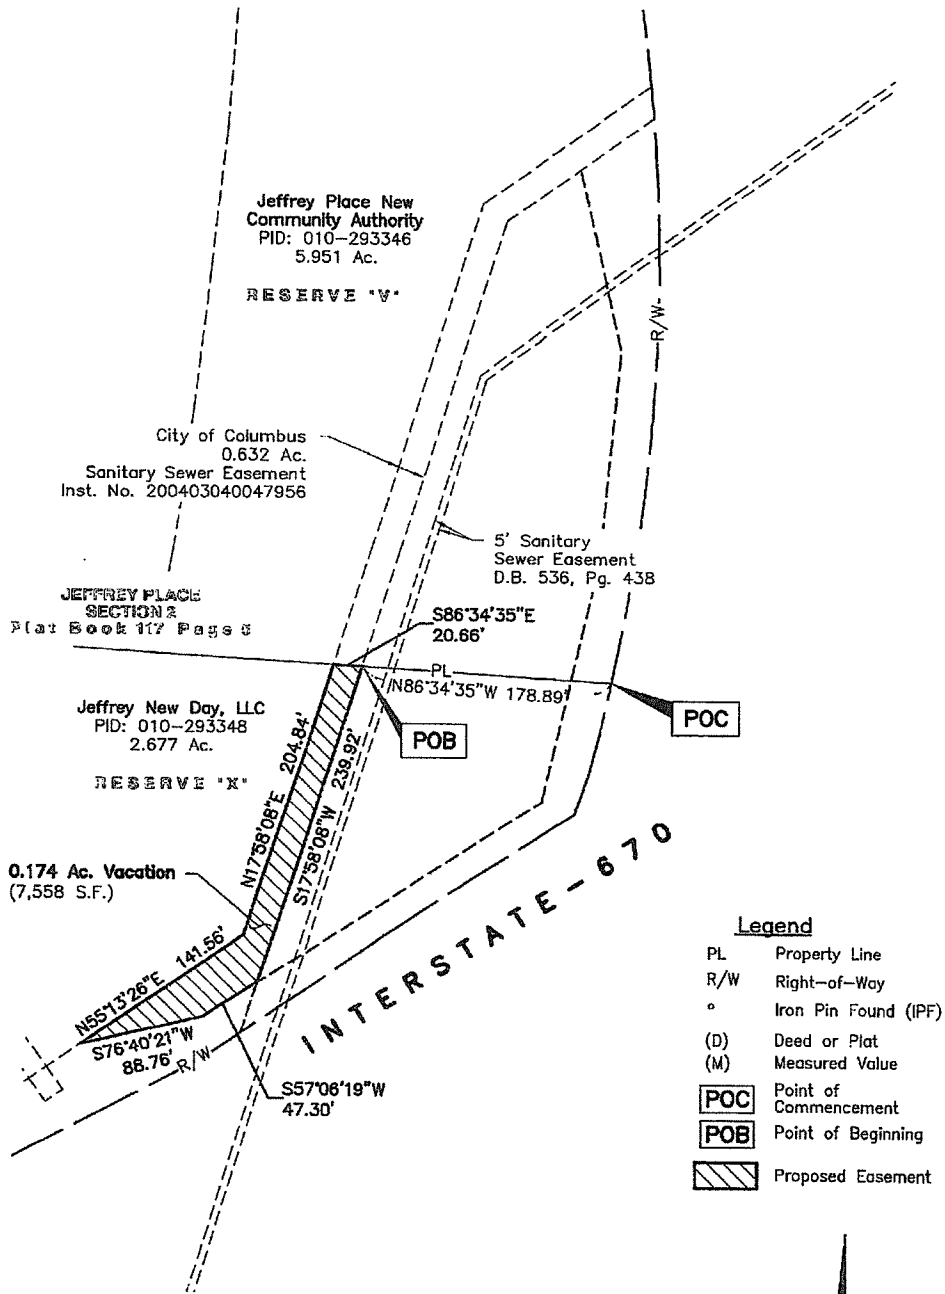 Jeffrey Place New
Community Authority
PID: 010-293346
5.951 Ac.
RESERVE "V"
R/W
City of Columbus
0.632 Ac.
Sanitary Sewer Easement
Inst. No. 200403040047956
5' Sanitary
Sewer Easement
D.B. 536, Pg. 438
JEFFREY PLACE
SECTION 2
Plat Book 117 Page
S86°34'35"E
20.66'
PL
N86°34'35"W 178.89'
POC
POB
Jeffrey New Day, LLC
PID: 010-293348
2.677 Ac.
RESERVE "X"
N17°58'08"E 204.84'
S17°58'08"W 239.92'
0.174 Ac. Vacation
(7,558 S.F.)
N55°13'26"E 141.56'
S76°40'21"W
88.76'
R/W
S57°06'19"W
47.30'
INTERSTATE-670
Legend
PL Property Line
R/W Right-of-Way
° Iron Pin Found (IPF)
(D) Deed or Plat
(M) Measured Value
POC Point of
Commencement
POB Point of Beginning
Proposed Easement